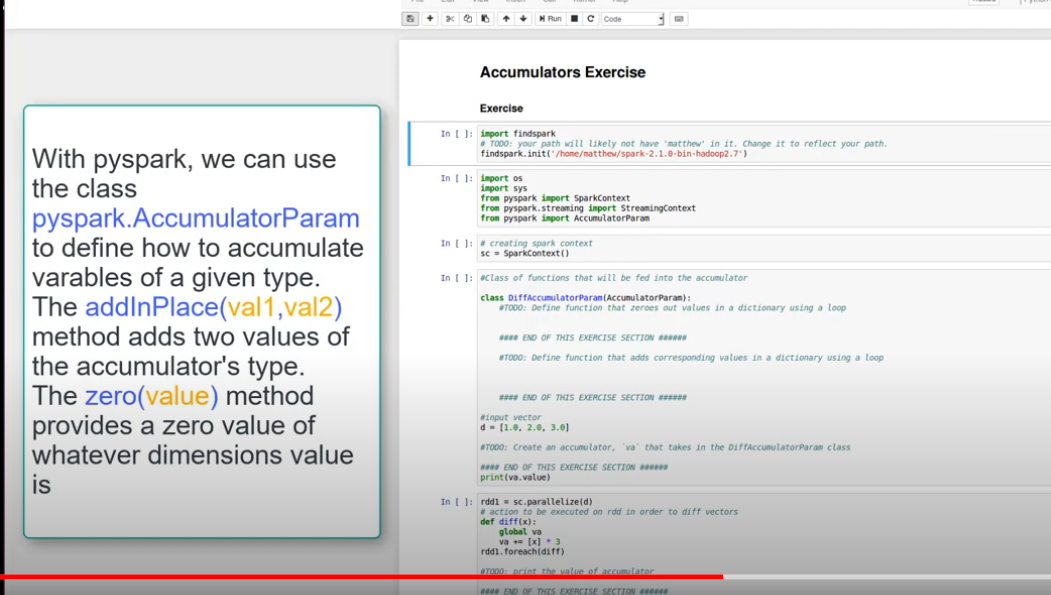 Run
Code
Accumulators Exercise
Exercise
With pyspark, we can use
the class
pyspark.AccumulatorParam
to define how to accumulate
varables of a given type.
The addInPlace(val1,val2)
method adds two values of
the accumulator's type.
The zero(value) method
provides a zero value of
whatever dimensions value
is
In [ ]: import findspark
# TODO: your path will likely not have 'matthew' in it. Change it to reflect your path.
findspark.init('/home/matthew/spark-2.1.0-bin-hadoop2.7')
In [ ]: import os
import sys
from pyspark import SparkContext
from pyspark.streaming import StreamingContext
from pyspark import AccumulatorParam
In [ ]: # creating spark context
sc = SparkContext()
In [ ]: #Class of functions that will be fed into the accumulator
class DiffAccumulatorParam(AccumulatorParam):
#TODO: Define function that zeroes out values in a dictionary using a loop
#### END OF THIS EXERCISE SECTION ######
#TODO: Define function that adds corresponding values in a dictionary using a loop
#### END OF THIS EXERCISE SECTION ######
#input vector
d = [1.0, 2.0, 3.0]
#TODO: Create an accumulator, `va` that takes in the DiffAccumulatorParam class
#### END OF THIS EXERCISE SECTION ######
print(va.value)
In [ ]: rdd1 = sc.parallelize(d)
# action to be executed on rdd in order to diff vectors
def diff(x):
global va
va += [x] * 3
rdd1.foreach(diff)
#TODO: print the value of accumulator
#### END OF THIS EXERCISE SECTION ######